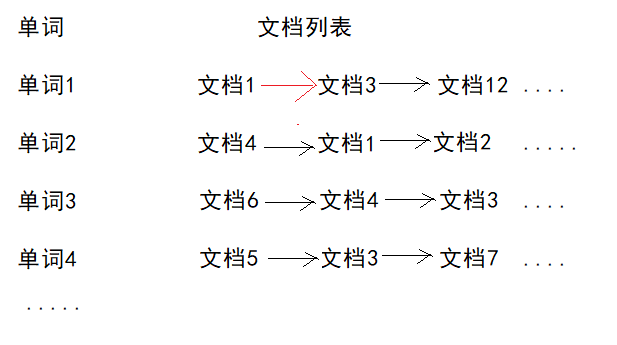 单词 文档列表
单词1 文档1 文档3 文档12 ....
单词2 文档4 文档1 文档2 .....
单词3 文档6 文档4 文档3 ....
单词4 文档5 文档3 文档7 ....
.....